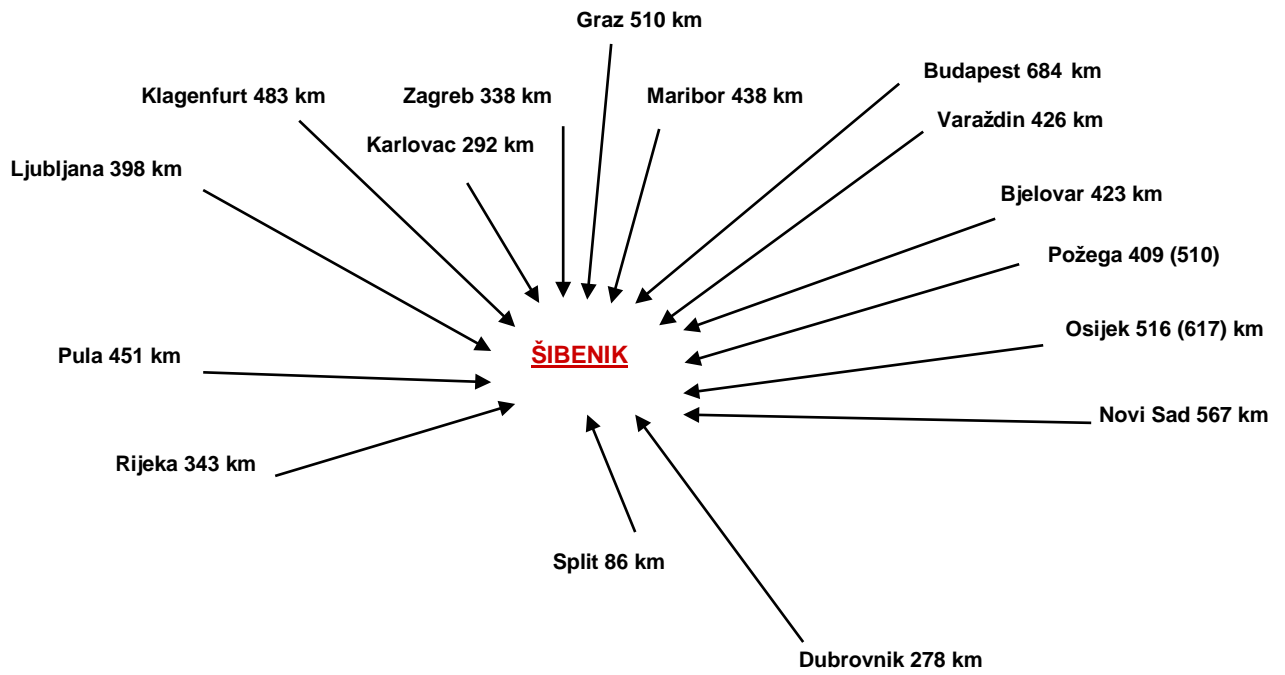 Graz 510 km
Budapest 684 km
Klagenfurt 483 km
Zagreb 338 km
Maribor 438 km
Varaždin 426 km
Karlovac 292 km
Ljubljana 398 km
Bjelovar 423 km
Požega 409 (510)
Osijek 516 (617) km
ŠIBENIK
Pula 451 km
Novi Sad 567 km
Rijeka 343 km
Split 86 km
Dubrovnik 278 km